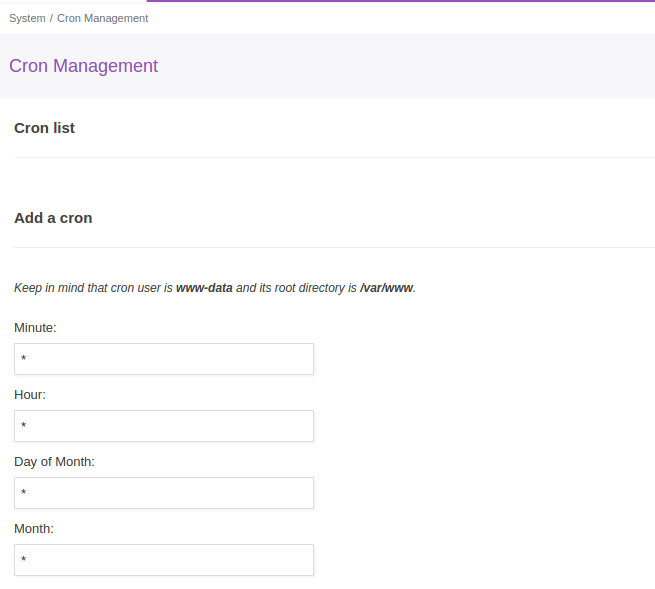 System / Cron Management
Cron Management
Cron list
Add a cron
Keep in mind that cron user is www-data and its root directory is /var/www.
Minute:
*
Hour:
*
Day of Month:
*
Month:
*